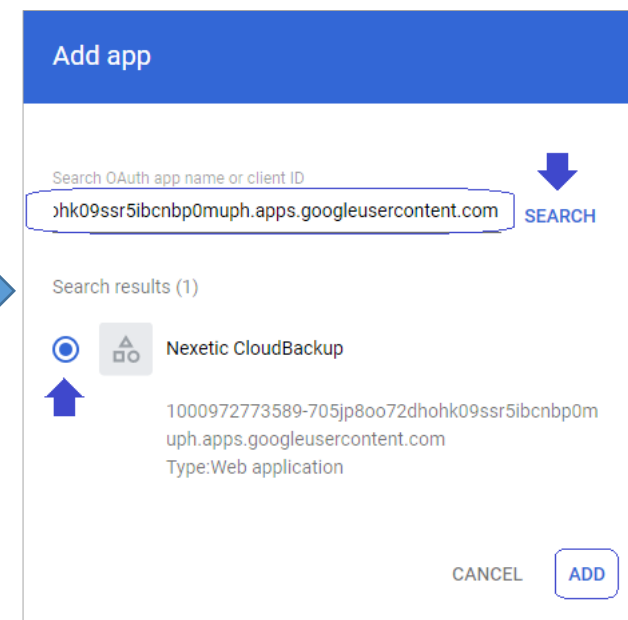 Add app
Search OAuth app name or client ID
ohk09ssr5ibcnbp0muph.apps.googleusercontent.com
SEARCH
Search results (1)
Nexetic CloudBackup
1000972773589-705jp8oo72dhohk09ssr5ibcnbp0m
uph.apps.googleusercontent.com
Type:Web application
CANCEL
ADD